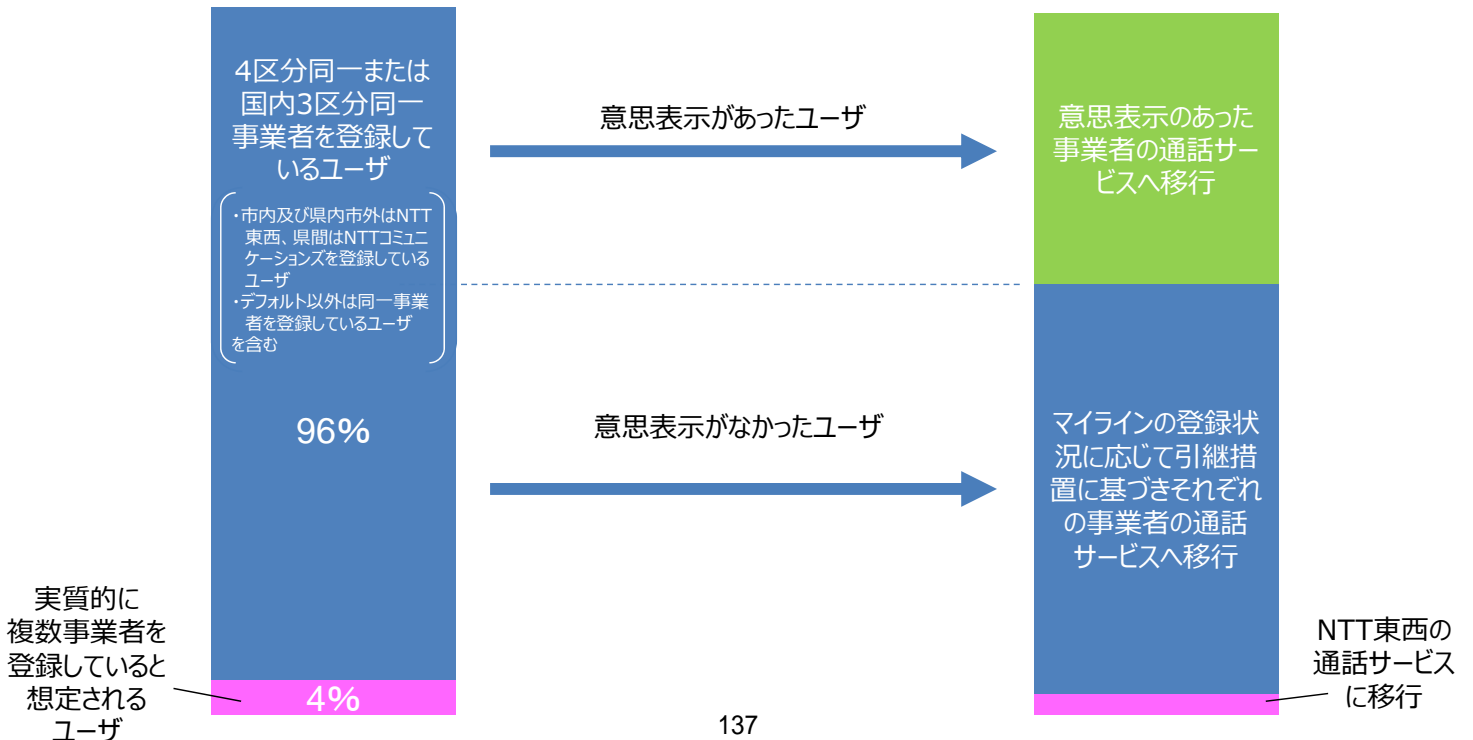 4区分同一または
国内3区分同一
事業者を登録して
いるユーザ
・市内及び県内市外はNTT
東西、県間はNTTコミュニ
ケーションズを登録している
ユーザ
・デフォルト以外は同一事業
者を登録しているユーザ
を含む
96%
4%
実質的に
複数事業者を
登録していると
想定される
ユーザ
意思表示があったユーザ
意思表示がなかったユーザ
意思表示のあった
事業者の通話サー
ビスへ移行
マイラインの登録状
況に応じて引継措
置に基づきそれぞれ
の事業者の通話
サービスへ移行
NTT東西の
通話サービス
に移行
137